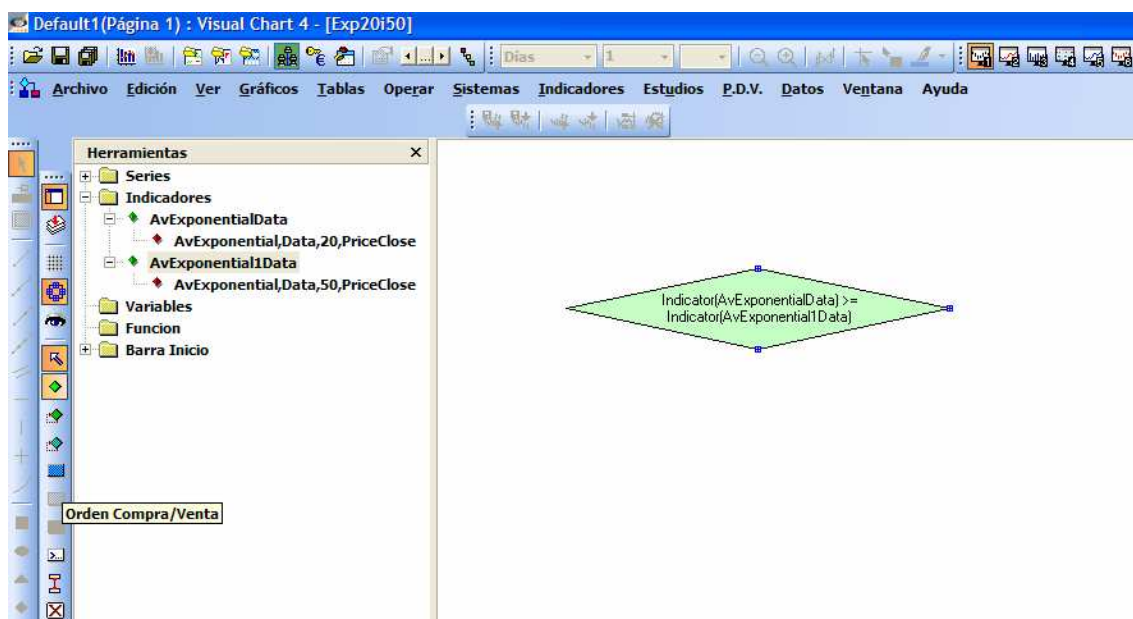 Default1(Página 1) : Visual Chart 4 - [Exp20i50]
Días 1
Archivo Edición Ver Gráficos Tablas Operar Sistemas Indicadores Estudios P.D.V. Datos Ventana Ayuda
Herramientas
Series
Indicadores
AvExponentialData
AvExponential,Data,20,PriceClose
AvExponential1Data
AvExponential,Data,50,PriceClose
Variables
Funcion
Barra Inicio
Indicator(AvExponentialData) >=
Indicator(AvExponential1Data)
Orden Compra/Venta